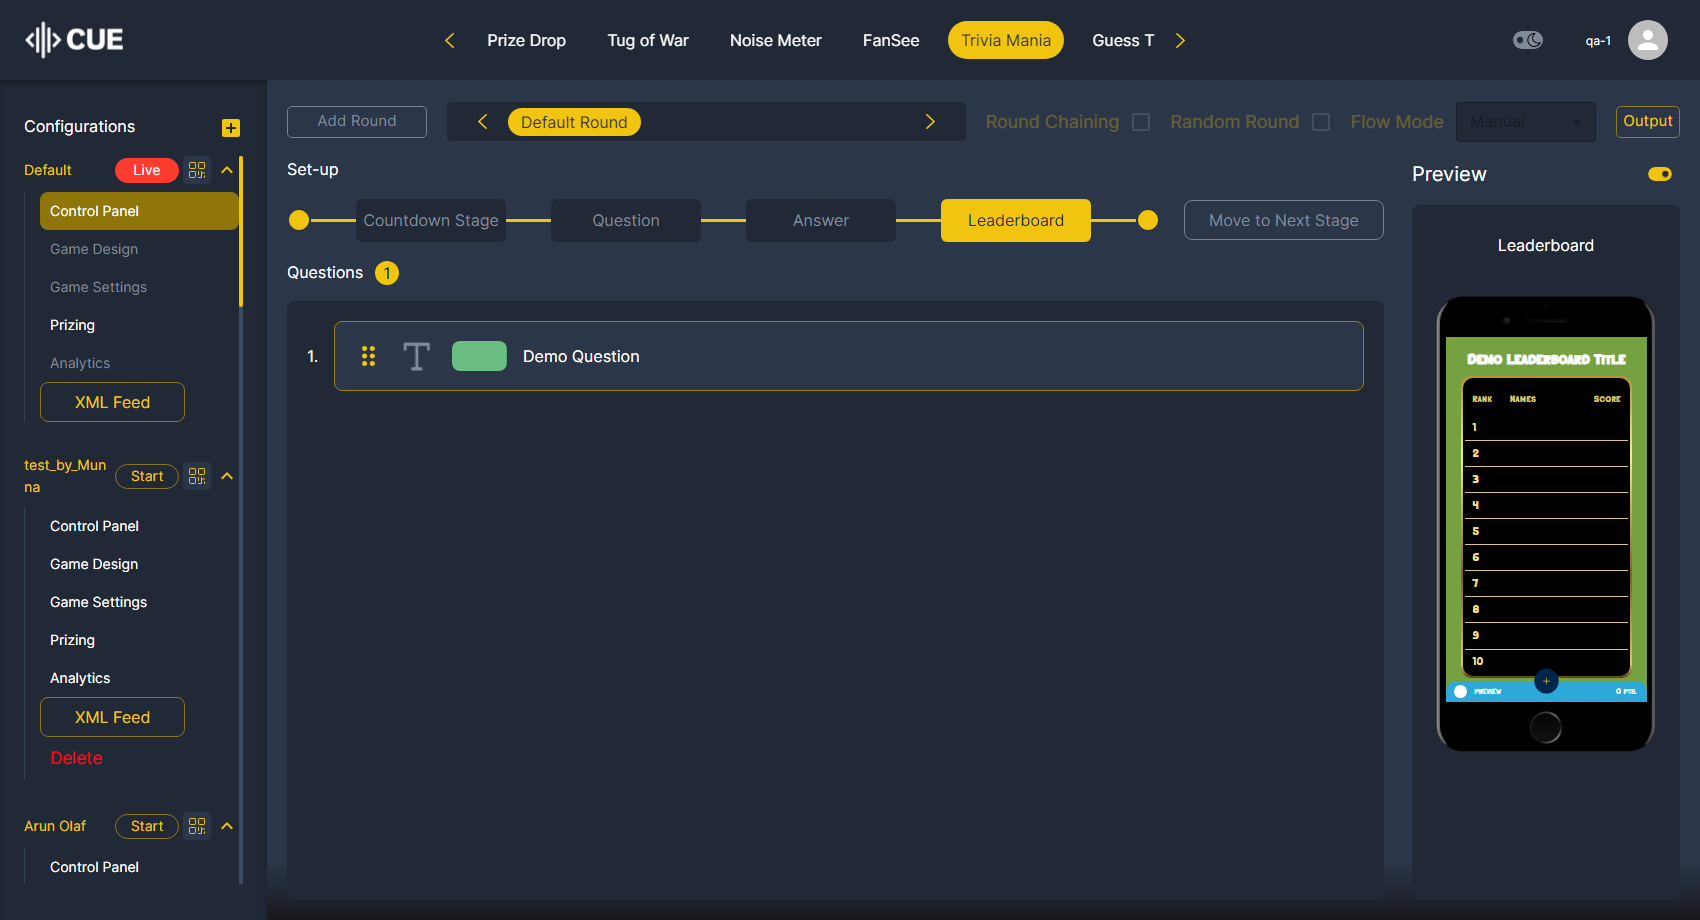 CUE
Prize Drop
Tug of War
Noise Meter
FanSee
Trivia Mania
Guess T
qa-1
Configurations
Default
Live
Control Panel
Game Design
Game Settings
Prizing
Analytics
XML Feed
test_by_Mun
na
Start
Control Panel
Game Design
Game Settings
Prizing
Analytics
XML Feed
Delete
Arun Olaf
Start
Control Panel
Add Round
Default Round
Round Chaining
Random Round
Flow Mode
Manual
Output
Set-up
Countdown Stage
Question
Answer
Leaderboard
Move to Next Stage
Questions 1
1.
Demo Question
Preview
Leaderboard
Demo Leaderboard Title
Rank Names Score
1
2
3
4
5
6
7
8
9
10
PREVIEW
0 PTS.